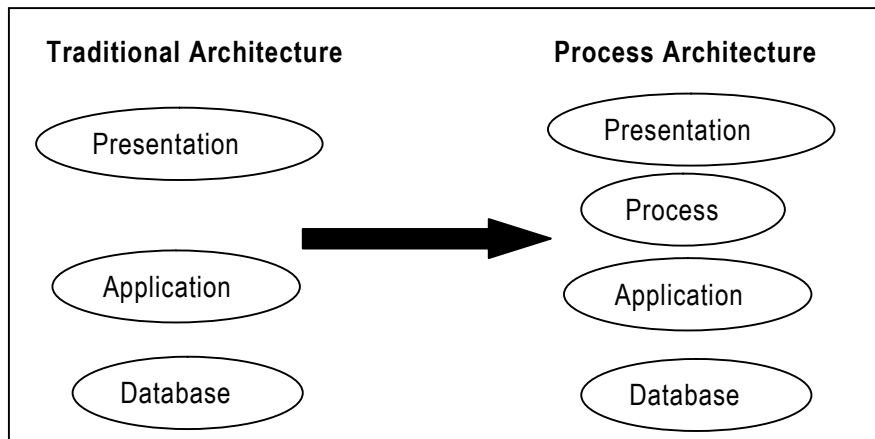 Traditional Architecture
Presentation
Application
Database
Process Architecture
Presentation
Process
Application
Database